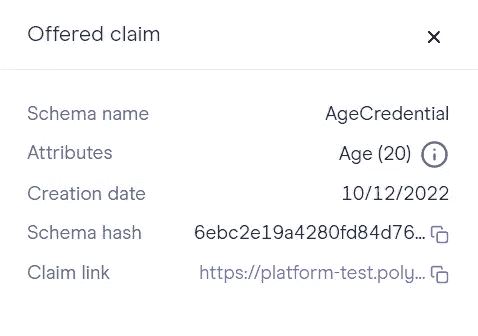 Offered claim
Schema name AgeCredential
Attributes Age (20)
Creation date 10/12/2022
Schema hash 6ebc2e19a4280fd84d76...
Claim link https://platform-test.poly...